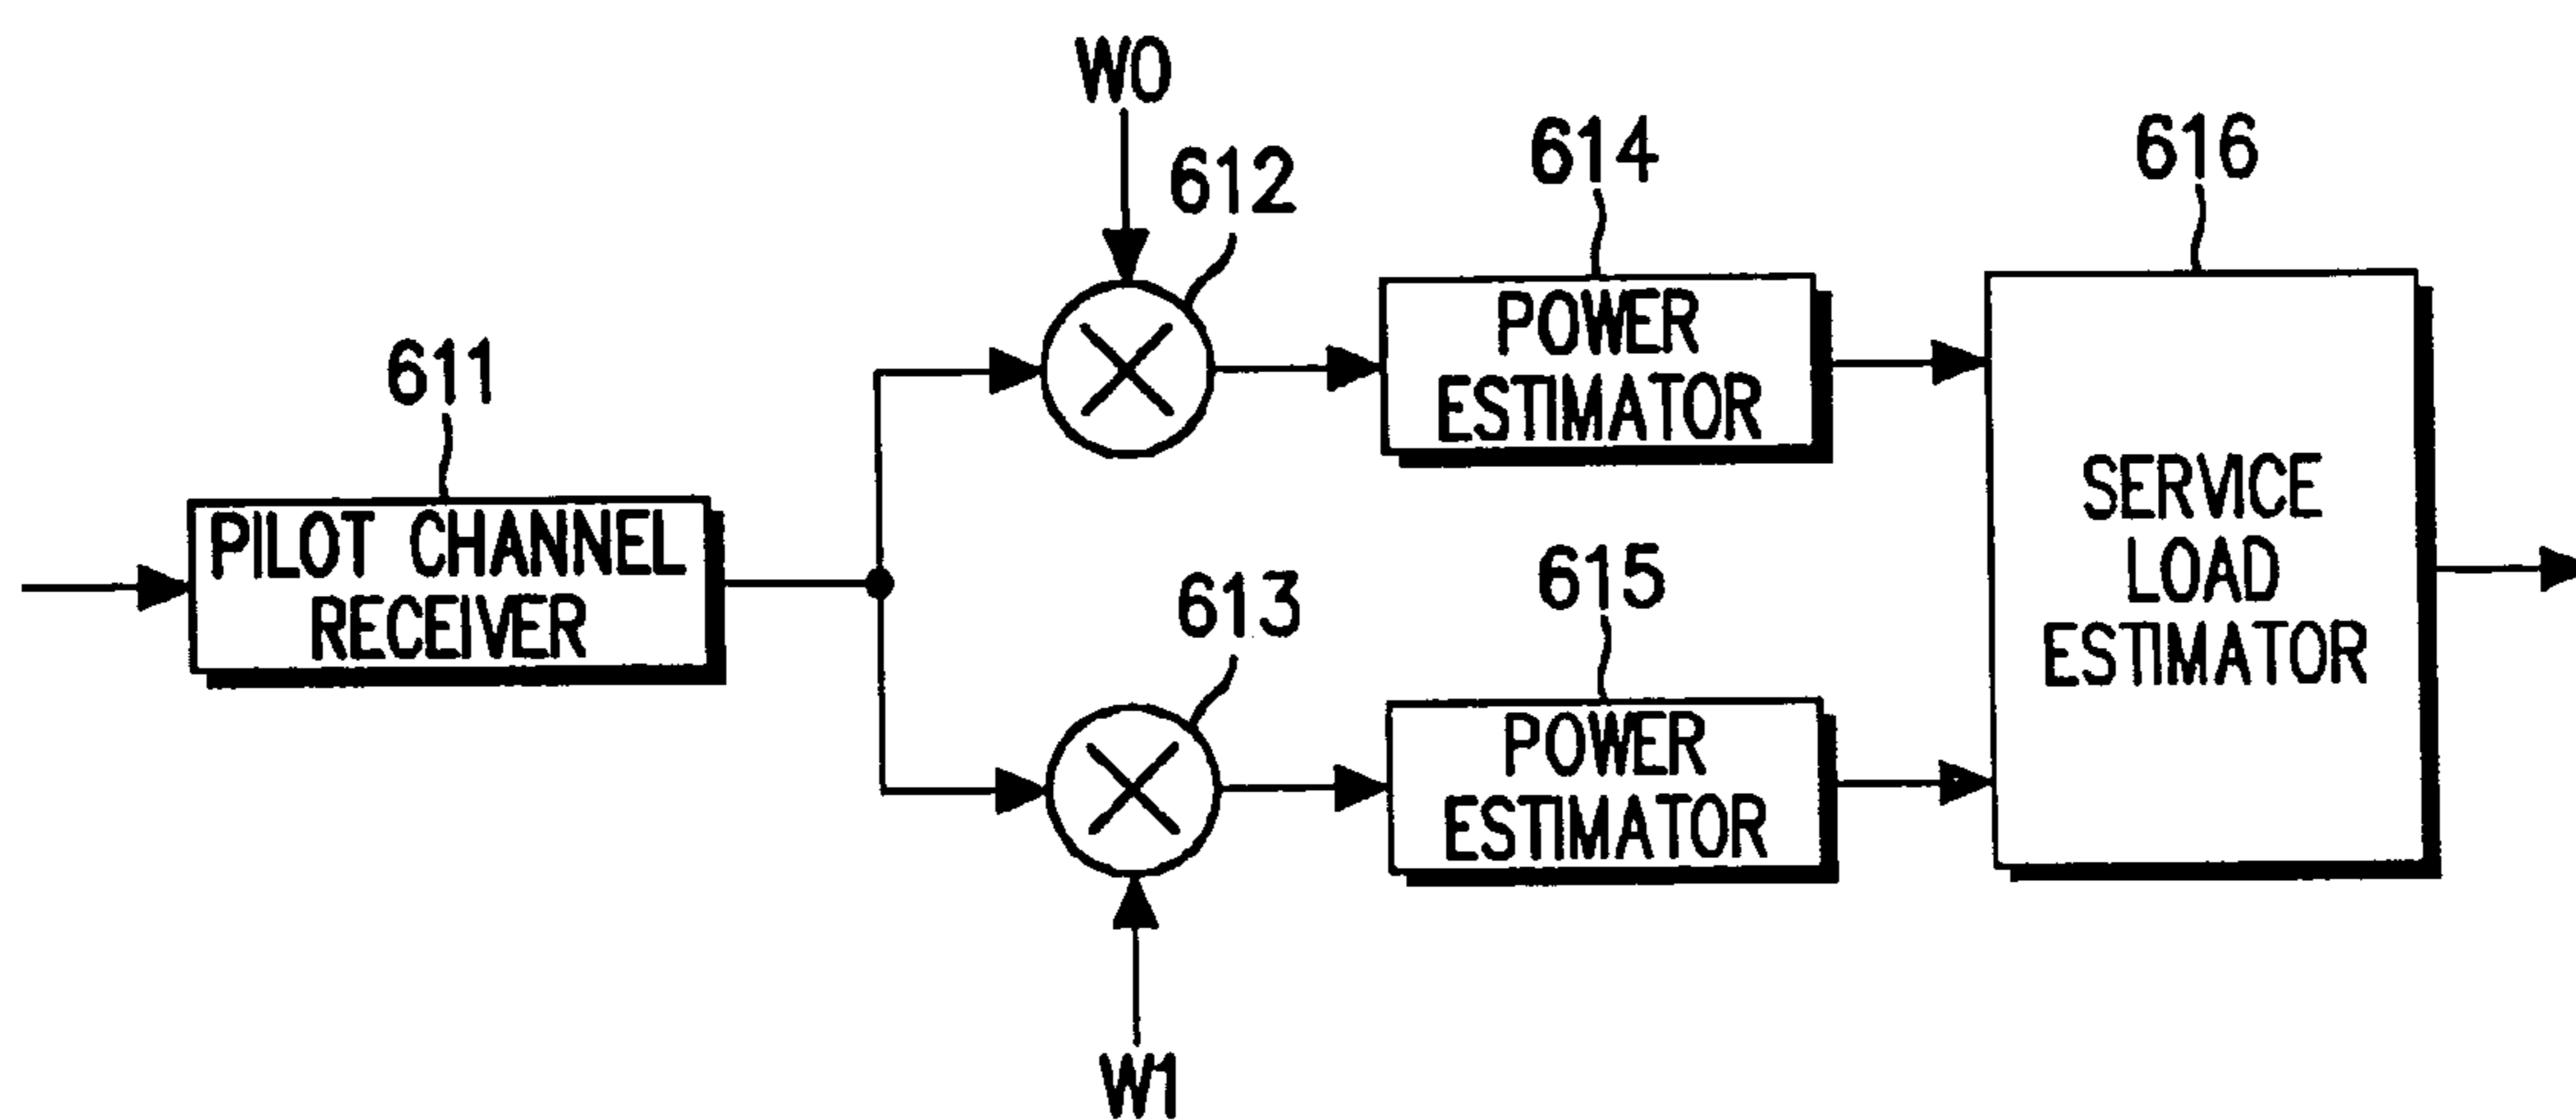 W0
612
614
616
611
POWER
ESTIMATOR
PILOT CHANNEL
RECEIVER
SERVICE
LOAD
ESTIMATOR
613
615
POWER
ESTIMATOR
W1